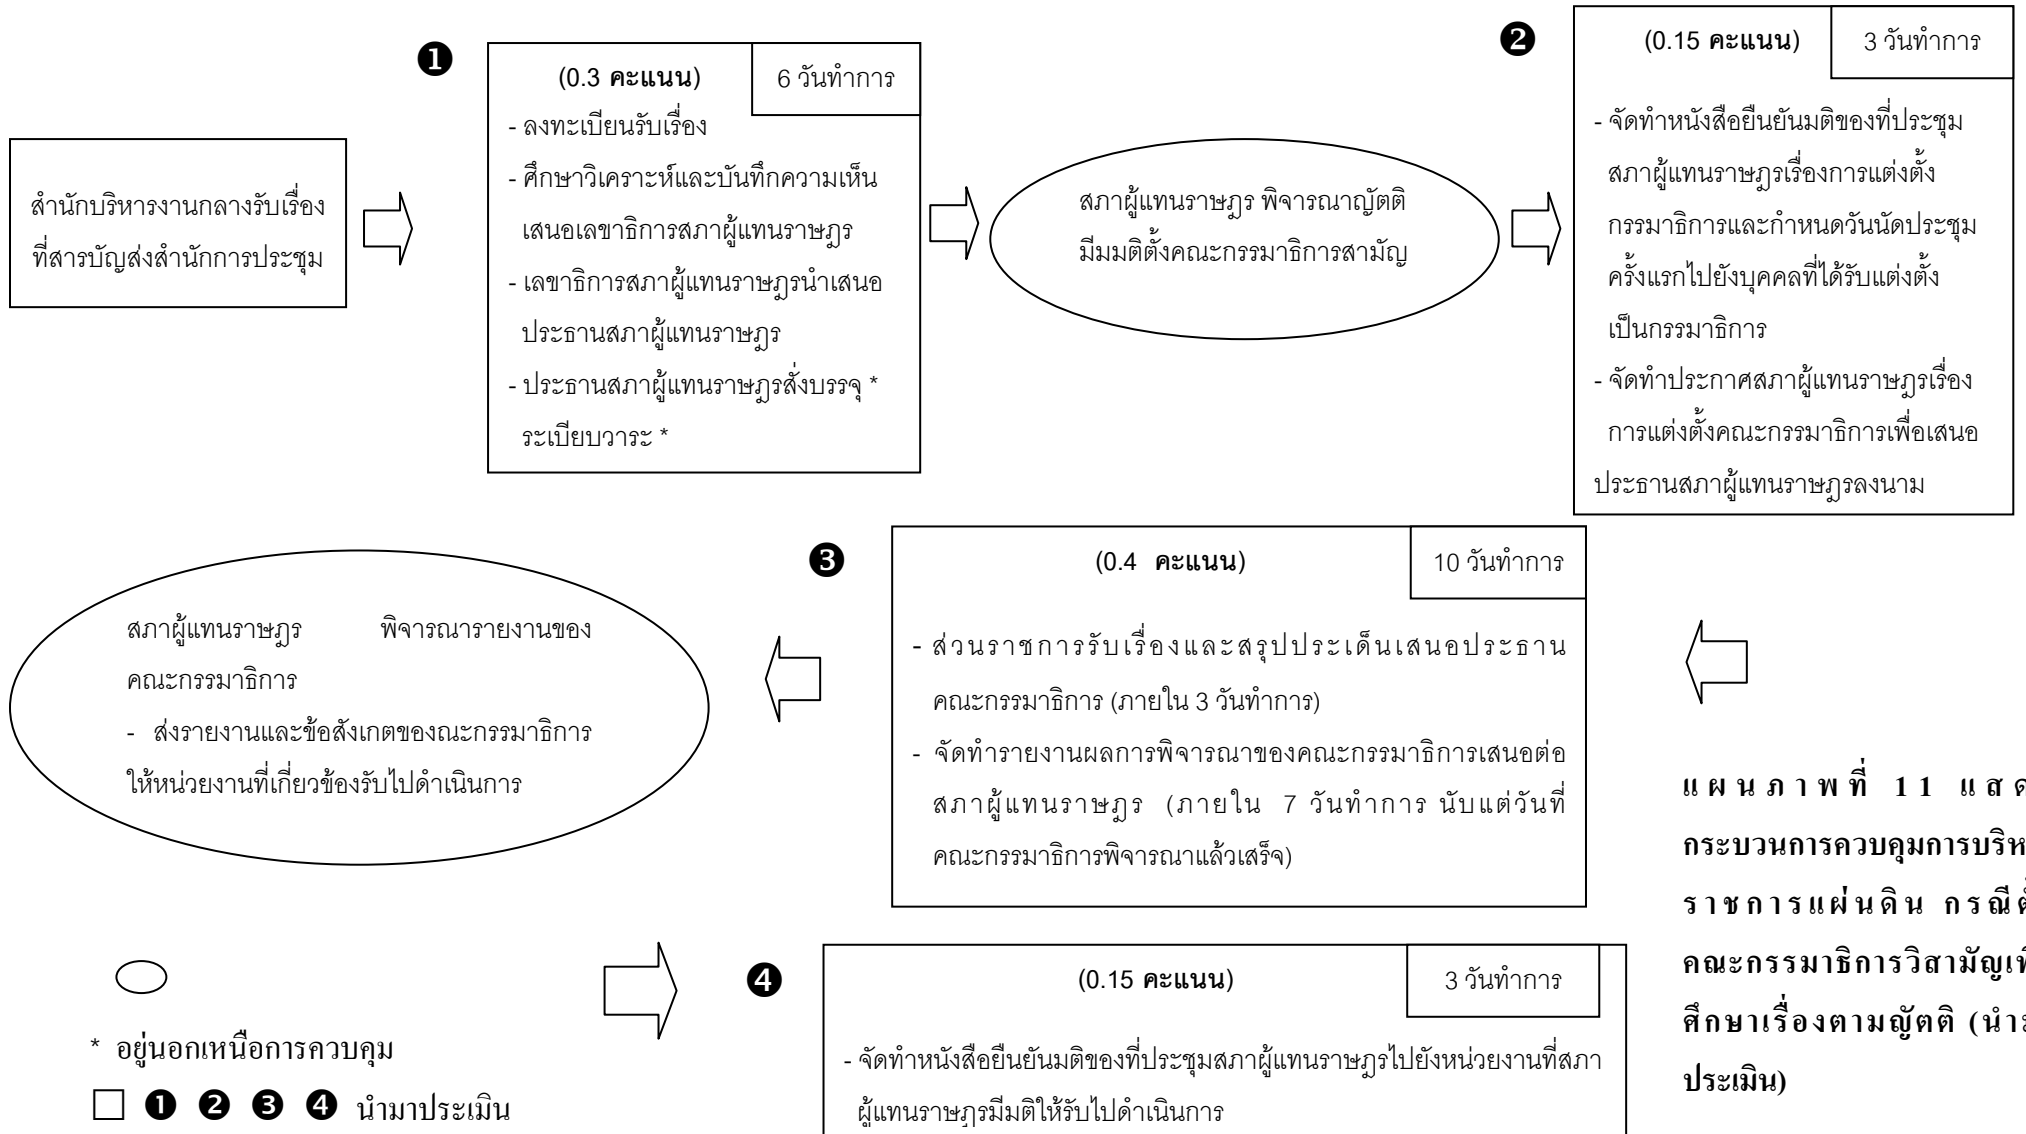 ❶
(0.3 คะแนน)
6 วันทำการ
- ลงทะเบียนรับเรื่อง
- ศึกษาวิเคราะห์และบันทึกความเห็น
เสนอเลขาธิการสภาผู้แทนราษฎร
- เลขาธิการสภาผู้แทนราษฎรนำเสนอ
ประธานสภาผู้แทนราษฎร
- ประธานสภาผู้แทนราษฎรสั่งบรรจุ *
ระเบียบวาระ *
สำนักบริหารงานกลางรับเรื่อง
ที่สารบัญส่งสำนักการประชุม
สภาผู้แทนราษฎร พิจารณาญัตติ
มีมมติตั้งคณะกรรมาธิการสามัญ
❷
(0.15 คะแนน)
3 วันทำการ
- จัดทำหนังสือยืนยันมติของที่ประชุม
สภาผู้แทนราษฎรเรื่องการแต่งตั้ง
กรรมาธิการและกำหนดวันนัดประชุม
ครั้งแรกไปยังบุคคลที่ได้รับแต่งตั้ง
เป็นกรรมาธิการ
- จัดทำประกาศสภาผู้แทนราษฎรเรื่อง
การแต่งตั้งคณะกรรมาธิการเพื่อเสนอ
ประธานสภาผู้แทนราษฎรลงนาม
❸
(0.4 คะแนน)
10 วันทำการ
- ส่วนราชการรับเรื่องและสรุปประเด็นเสนอประธาน
คณะกรรมาธิการ (ภายใน 3 วันทำการ)
- จัดทำรายงานผลการพิจารณาของคณะกรรมาธิการเสนอต่อ
สภาผู้แทนราษฎร (ภายใน 7 วันทำการ นับแต่วันที่
คณะกรรมาธิการพิจารณาแล้วเสร็จ)
สภาผู้แทนราษฎร พิจารณารายงานของ
คณะกรรมาธิการ
- ส่งรายงานและข้อสังเกตของณะกรรมาธิการ
ให้หน่วยงานที่เกี่ยวข้องรับไปดำเนินการ
❹
(0.15 คะแนน)
3 วันทำการ
- จัดทำหนังสือยืนยันมติของที่ประชุมสภาผู้แทนราษฎรไปยังหน่วยงานที่สภา
ผู้แทนราษฎรมีมติให้รับไปดำเนินการ
* อยู่นอกเหนือการควบคุม
❶ ❷ ❸ ❹ นำมาประเมิน
แผนภาพที่ 11 แสด
กระบวนการควบคุมการบริห
ราชการแผ่นดิน กรณีตั้
คณะกรรมาธิการวิสามัญเพื
ศึกษาเรื่องตามญัตติ (นำม
ประเมิน)